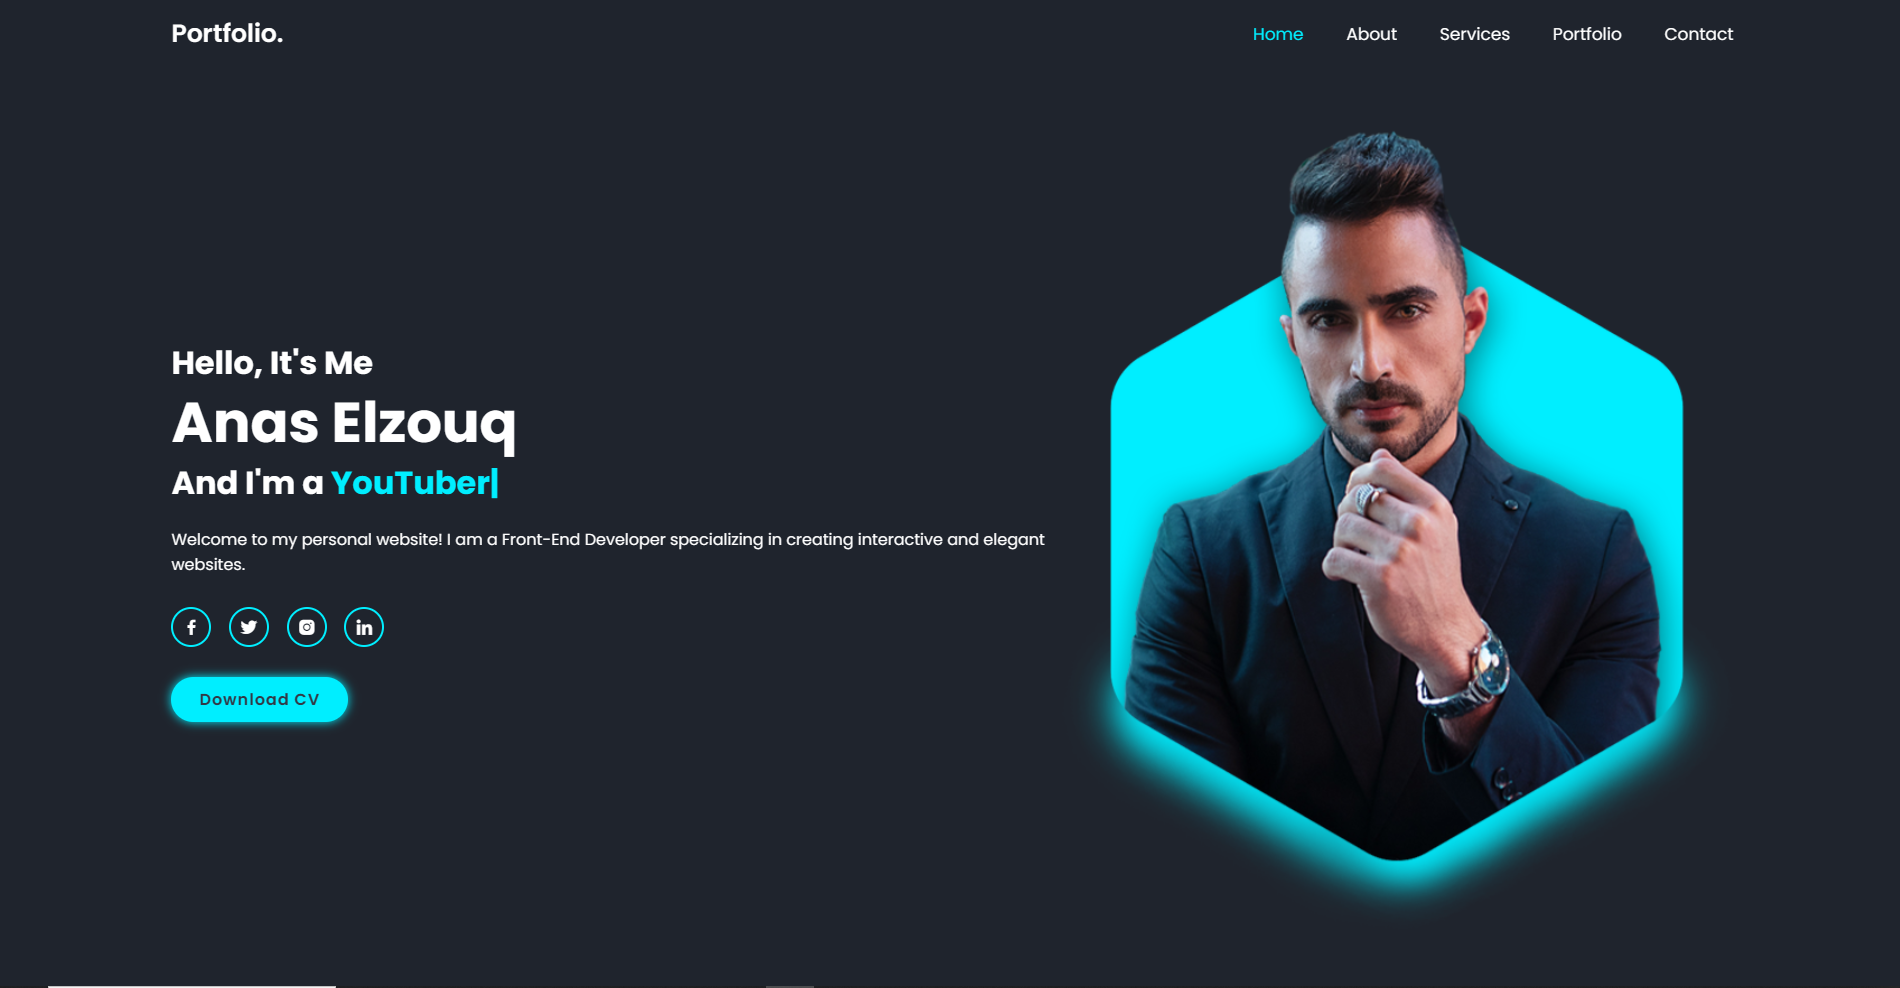 Portfolio.
Home About Services Portfolio Contact
Hello, It's Me
Anas Elzouq
And I'm a YouTuber|
Welcome to my personal website! I am a Front-End Developer specializing in creating interactive and elegant
websites.
Download CV